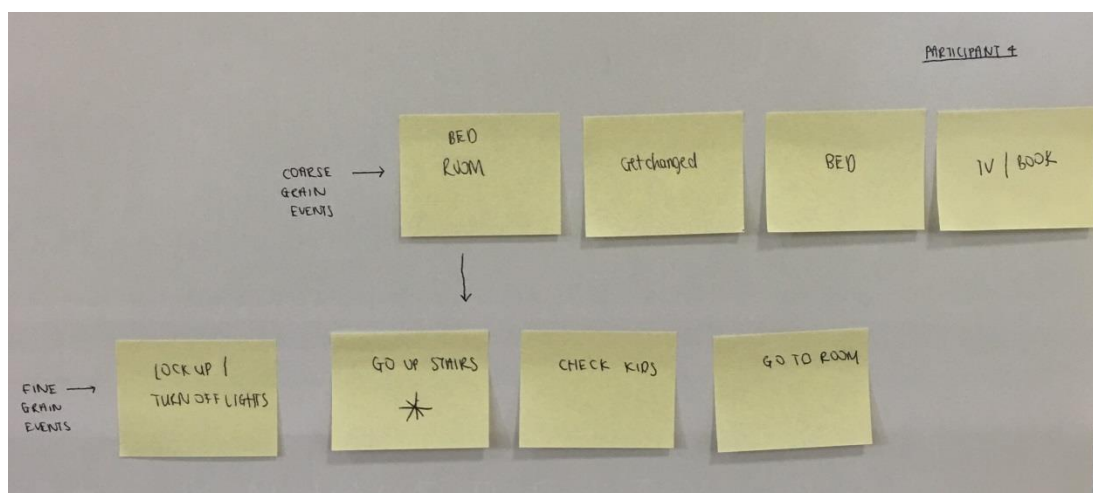 PARTICIPANT 4
COARSE
GRAIN
EVENTS
BED
ROOM
Get changed
BED
TV / BOOK
FINE
GRAIN
EVENTS
LOCK UP /
TURN OFF LIGHTS
GO UP STAIRS
CHECK KIDS
GO TO ROOM